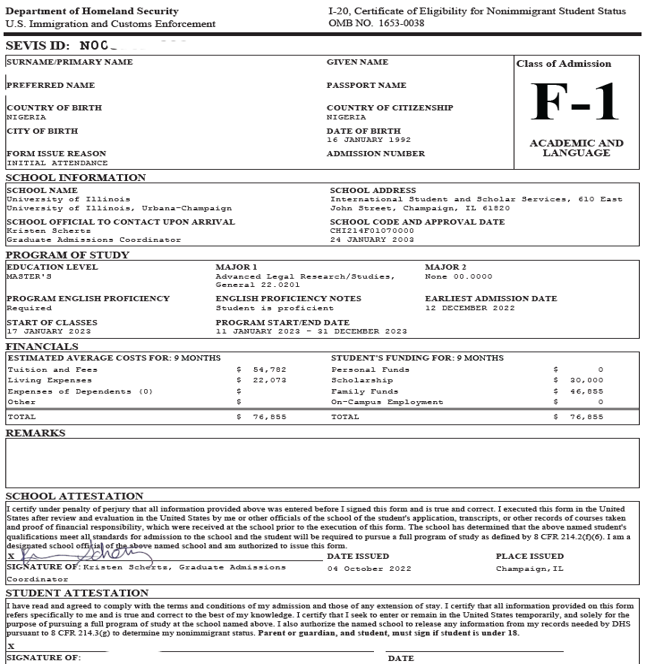 Department of Homeland Security
U.S. Immigration and Customs Enforcement
I-20, Certificate of Eligibility for Nonimmigrant Student Status
OMB NO. 1653-0038
SEVIS ID: N00
SURNAME/PRIMARY NAME
GIVEN NAME
Class of Admission
PREFERRED NAME
PASSPORT NAME
F-1
COUNTRY OF BIRTH
NIGERIA
COUNTRY OF CITIZENSHIP
NIGERIA
CITY OF BIRTH
DATE OF BIRTH
16 JANUARY 1992
ACADEMIC AND
LANGUAGE
FORM ISSUE REASON
INITIAL ATTENDANCE
ADMISSION NUMBER
SCHOOL INFORMATION
SCHOOL NAME
University of Illinois
University of Illinois, Urbana-Champaign
SCHOOL ADDRESS
International Student and Scholar Services, 610 East
John Street, Champaign, IL 61820
SCHOOL OFFICIAL TO CONTACT UPON ARRIVAL
Kristen Schertz
Graduate Admissions Coordinator
SCHOOL CODE AND APPROVAL DATE
CHI214F01070000
24 JANUARY 2003
PROGRAM OF STUDY
EDUCATION LEVEL
MASTER'S
MAJOR 1
Advanced Legal Research/Studies,
General 22.0201
MAJOR 2
None 00.0000
PROGRAM ENGLISH PROFICIENCY
Required
ENGLISH PROFICIENCY NOTES
Student is proficient
EARLIEST ADMISSION DATE
12 DECEMBER 2022
START OF CLASSES
17 JANUARY 2023
PROGRAM START/END DATE
11 JANUARY 2023 - 31 DECEMBER 2023
FINANCIALS
ESTIMATED AVERAGE COSTS FOR: 9 MONTHS
Tuition and Fees $ 54,782
Living Expenses $ 22,073
Expenses of Dependents (0) $
Other $
TOTAL $ 76,855
STUDENT'S FUNDING FOR: 9 MONTHS
Personal Funds $ 0
Scholarship $ 30,000
Family Funds $ 46,855
On-Campus Employment $ 0
TOTAL $ 76,855
REMARKS
SCHOOL ATTESTATION
I certify under penalty of perjury that all information provided above was entered before I signed this form and is true and correct. I executed this form in the United
States after review and evaluation in the United States by me or other officials of the school of the student's application, transcripts, or other records of courses taken
and proof of financial responsibility, which were received at the school prior to the execution of this form. The school has determined that the above named student's
qualifications meet all standards for admission to the school and the student will be required to pursue a full program of study as defined by 8 CFR 214.2(f)(6). I am a
designated school official of the above named school and am authorized to issue this form.
X
DATE ISSUED
PLACE ISSUED
SIGNATURE OF: Kristen Schertz, Graduate Admissions
Coordinator
04 October 2022
Champaign,IL
STUDENT ATTESTATION
I have read and agreed to comply with the terms and conditions of my admission and those of any extension of stay. I certify that all information provided on this form
refers specifically to me and is true and correct to the best of my knowledge. I certify that I seek to enter or remain in the United States temporarily, and solely for the
purpose of pursuing a full program of study at the school named above. I also authorize the named school to release any information from my records needed by DHS
pursuant to 8 CFR 214.3(g) to determine my nonimmigrant status. Parent or guardian, and student, must sign if student is under 18.
X
SIGNATURE OF:
DATE